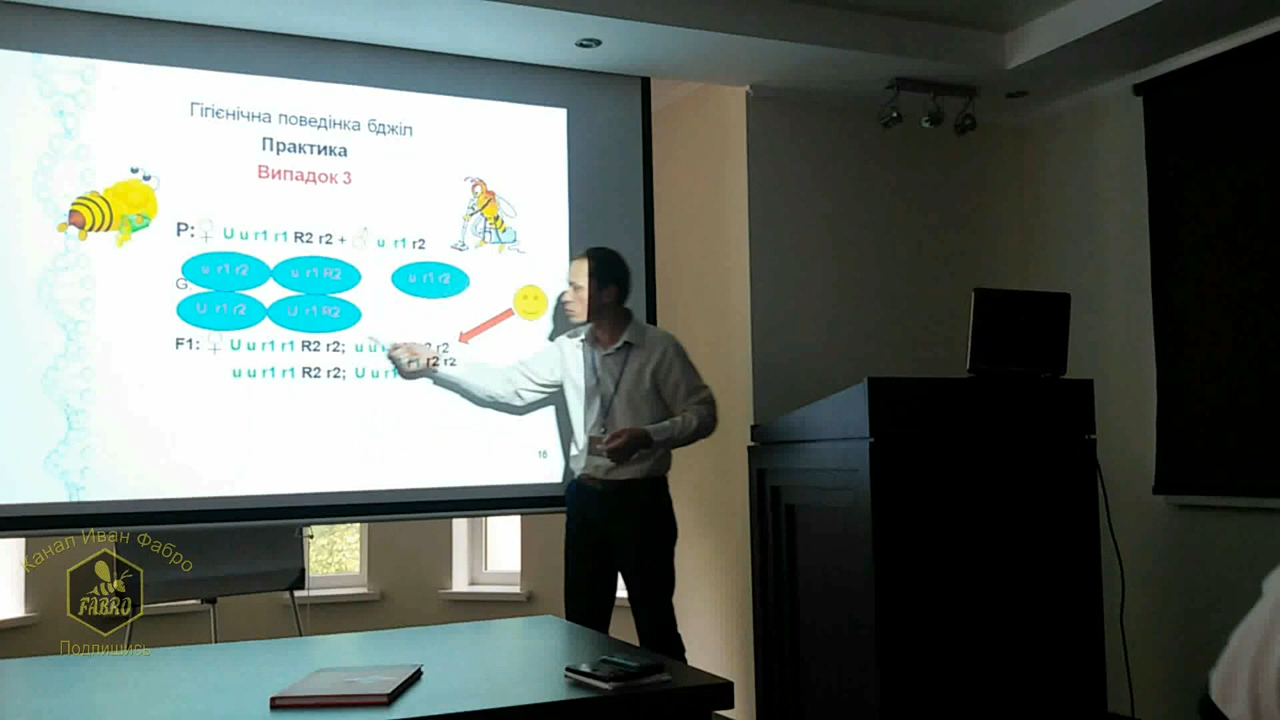 Гігієнічна поведінка бджіл
Практика
Випадок 3
P: ♀ U u r1 r1 R2 r2 + ♂ u r1 r2
u r1 r2 u r1 R2 u r1 r2
G:
U r1 r2 U r1 R2
F1: ♀ U u r1 r1 R2 r2; u u r2
r1 r2 r2
u u r1 r1 R2 r2; U u r1
16
Канал Иван Фабро
FABRO
Подпишись